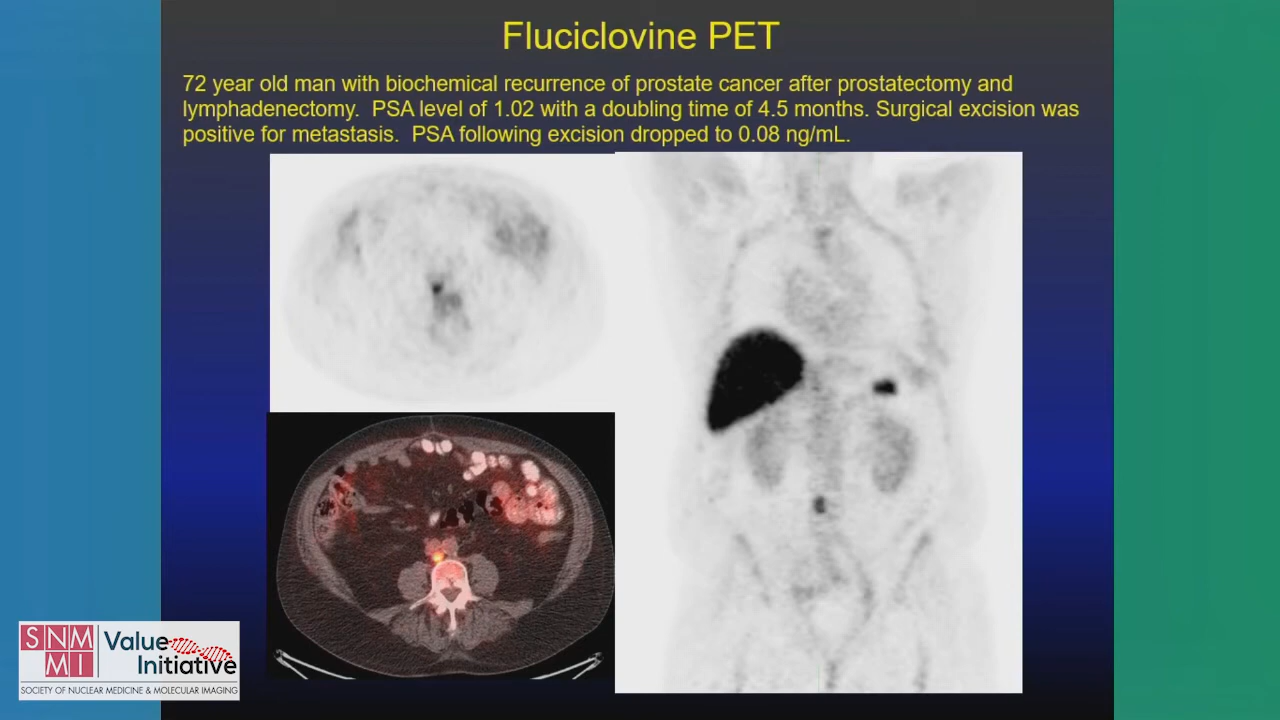 Fluciclovine PET
72 year old man with biochemical recurrence of prostate cancer after prostatectomy and
lymphadenectomy.  PSA level of 1.02 with a doubling time of 4.5 months. Surgical excision was
positive for metastasis.  PSA following excision dropped to 0.08 ng/mL.
SNM
MI
Value
Initiative
SOCIETY OF NUCLEAR MEDICINE & MOLECULAR IMAGING